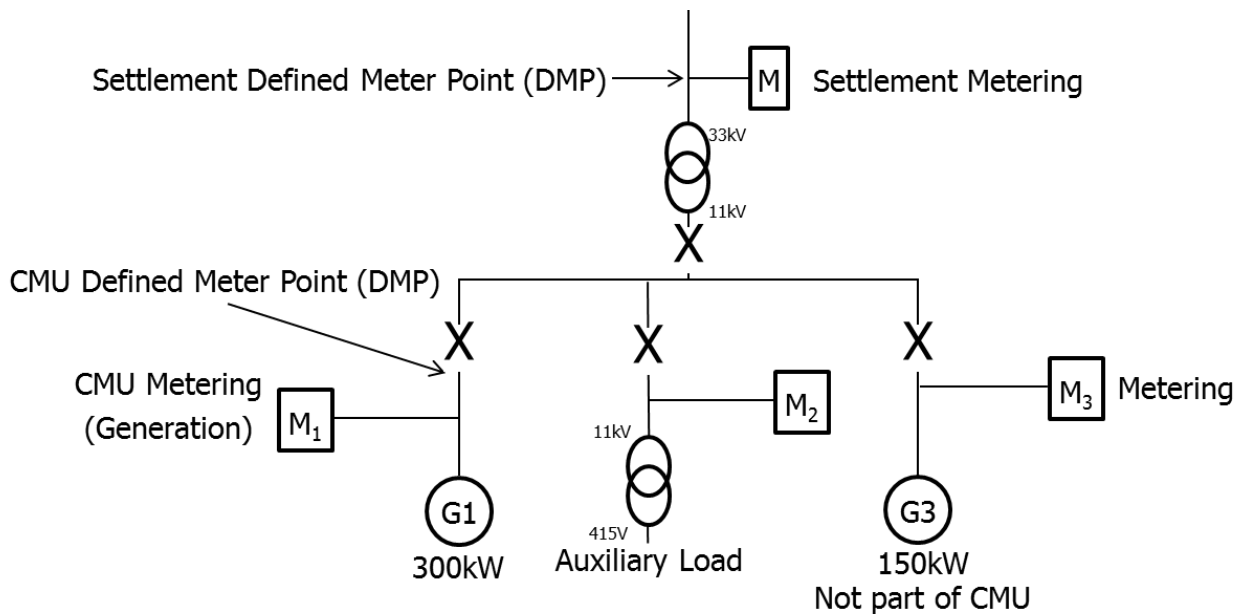 Settlement Defined Meter Point (DMP)
M
Settlement Metering
33kV
11kV
X
CMU Defined Meter Point (DMP)
X
X
X
CMU Metering
(Generation)
M₁
M₂
M₃
Metering
11kV
G1
300kW
415V
Auxiliary Load
G3
150kW
Not part of CMU